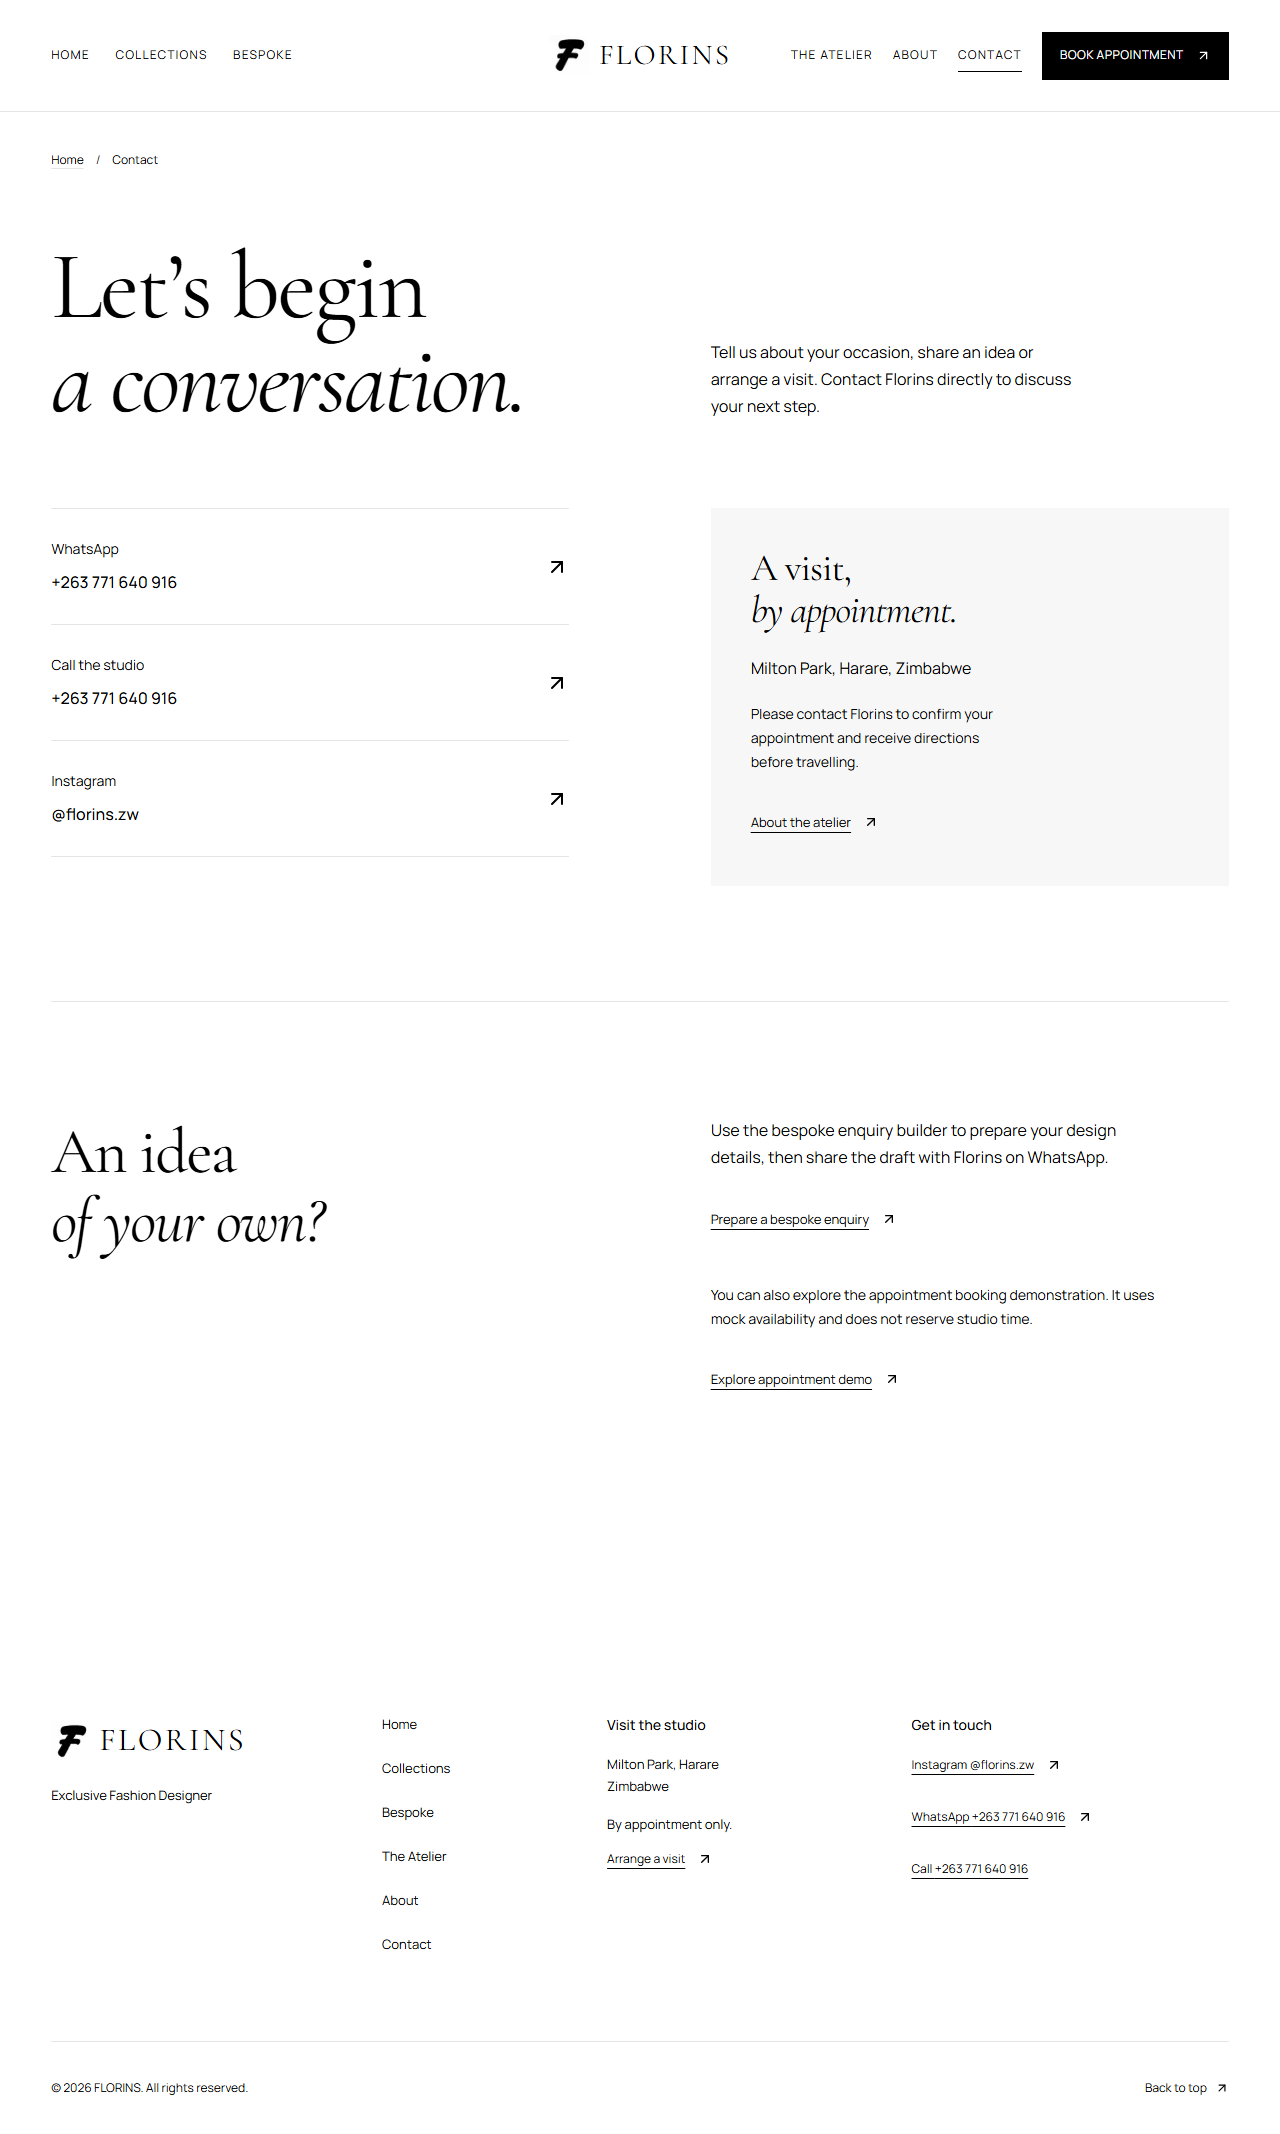 HOME COLLECTIONS BESPOKE FLORINS THE ATELIER ABOUT CONTACT BOOK APPOINTMENT
Home / Contact
Let’s begin
a conversation.
Tell us about your occasion, share an idea or
arrange a visit. Contact Florins directly to discuss
your next step.
WhatsApp
+263 771 640 916
Call the studio
+263 771 640 916
Instagram
@florins.zw
A visit,
by appointment.
Milton Park, Harare, Zimbabwe
Please contact Florins to confirm your
appointment and receive directions
before travelling.
About the atelier
An idea
of your own?
Use the bespoke enquiry builder to prepare your design
details, then share the draft with Florins on WhatsApp.
Prepare a bespoke enquiry
You can also explore the appointment booking demonstration. It uses
mock availability and does not reserve studio time.
Explore appointment demo
F FLORINS
Exclusive Fashion Designer
Home
Collections
Bespoke
The Atelier
About
Contact
Visit the studio
Milton Park, Harare
Zimbabwe
By appointment only.
Arrange a visit
Get in touch
Instagram @florins.zw
WhatsApp +263 771 640 916
Call +263 771 640 916
© 2026 FLORINS. All rights reserved.
Back to top